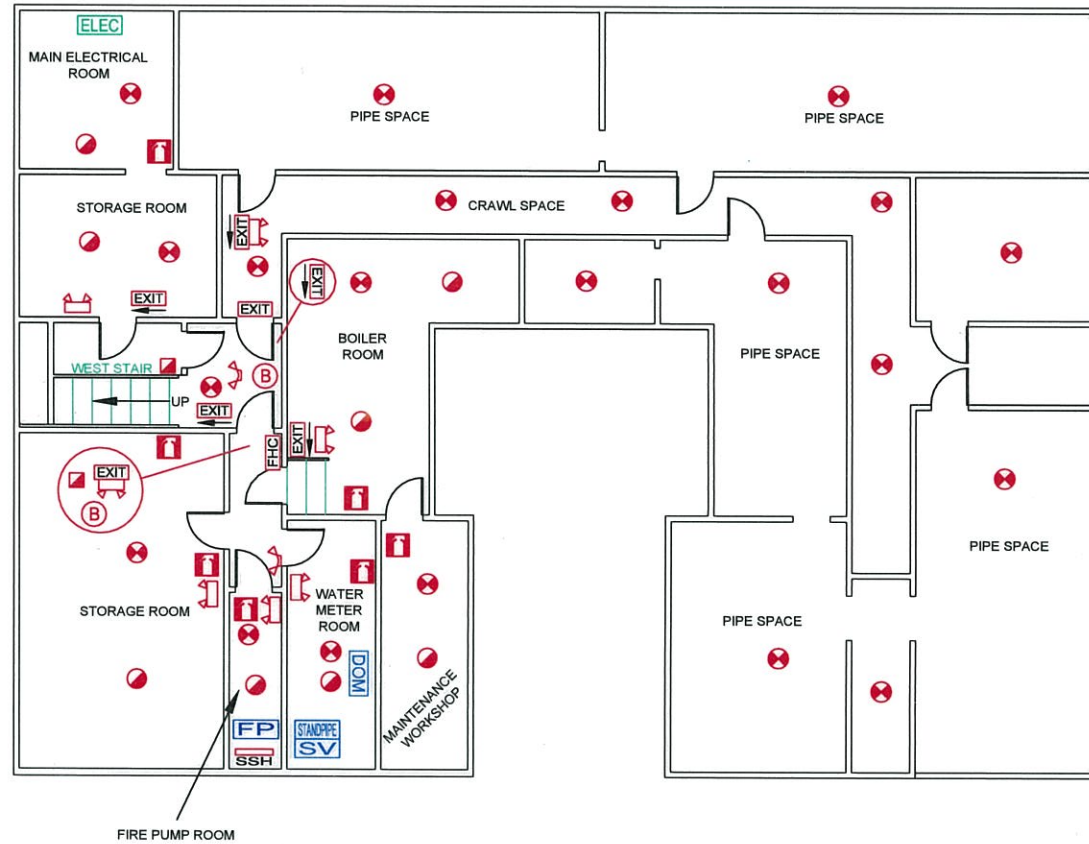 ELEC
MAIN ELECTRICAL
ROOM
PIPE SPACE
PIPE SPACE
STORAGE ROOM
CRAWL SPACE
EXIT
EXIT
EXIT
EXIT
BOILER
ROOM
WEST STAIR
B
PIPE SPACE
UP
EXIT
FHC
EXIT
EXIT
B
PIPE SPACE
STORAGE ROOM
WATER
METER
ROOM
PIPE SPACE
DOM
MAINTENANCE
WORKSHOP
FP
STANDPIPE
SV
SSH
FIRE PUMP ROOM